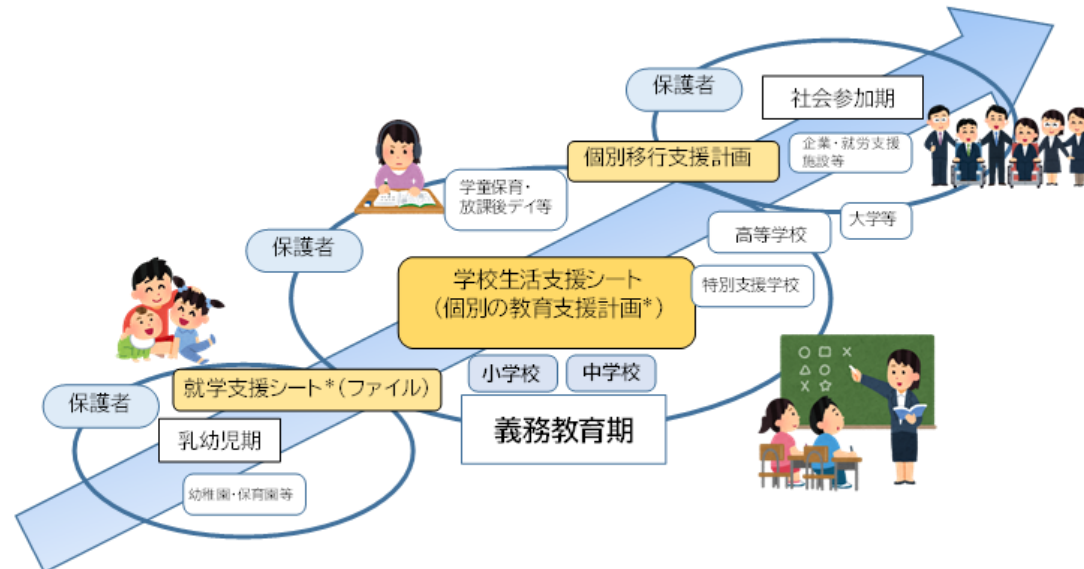 保護者
社会参加期
企業・就労支援
施設等
個別移行支援計画
学童保育・
放課後デイ等
大学等
高等学校
保護者
学校生活支援シート
(個別の教育支援計画*)
特別支援学校
小学校
中学校
就学支援シート*(ファイル)
保護者
義務教育期
乳幼児期
幼稚園・保育園等